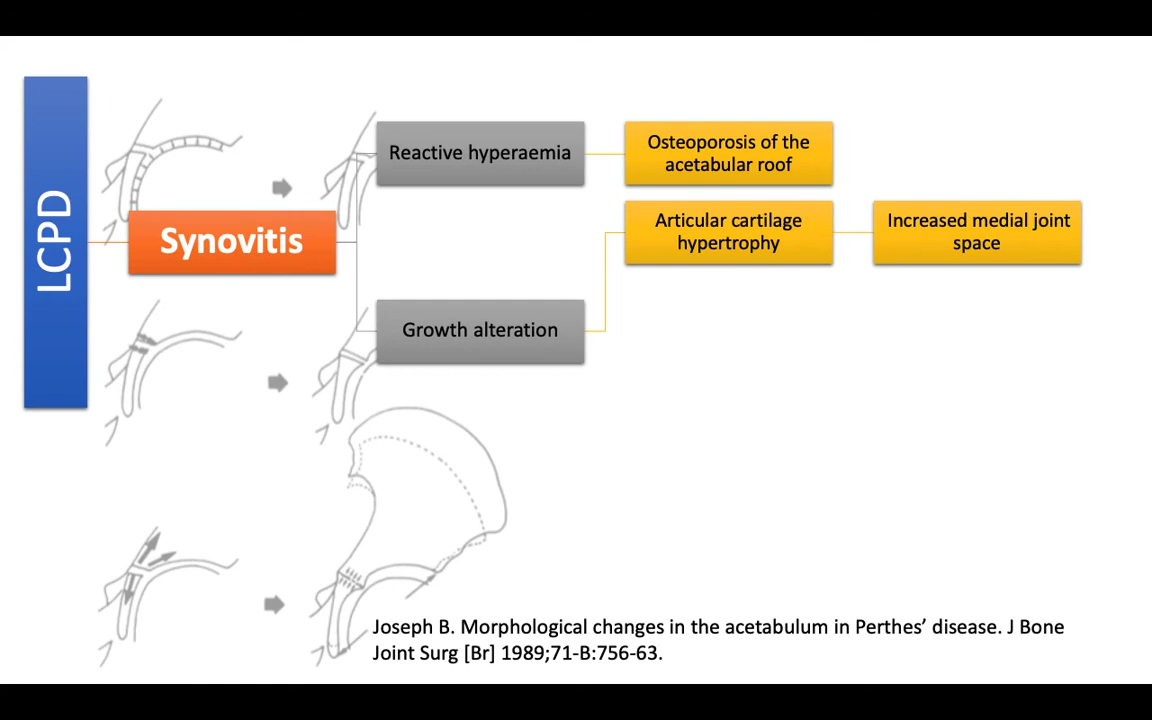 LCPD
Synovitis
Reactive hyperaemia
Osteoporosis of the
acetabular roof
Articular cartilage
hypertrophy
Increased medial joint
space
Growth alteration
Joseph B. Morphological changes in the acetabulum in Perthes’ disease. J Bone
Joint Surg [Br] 1989;71-B:756-63.